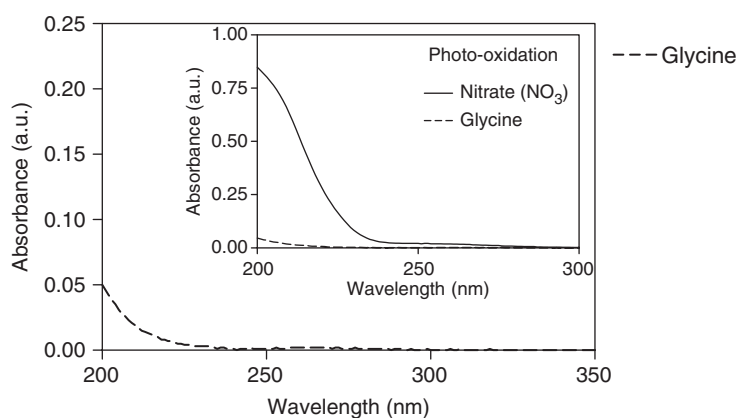 0.25
0.20
0.15
0.10
0.05
0.00
Absorbance (a.u.)
200
250
300
350
Wavelength (nm)
Glycine
1.00
0.75
0.50
0.25
0.00
Absorbance (a.u.)
Photo-oxidation
Nitrate (NO3)
Glycine
200
250
300
Wavelength (nm)